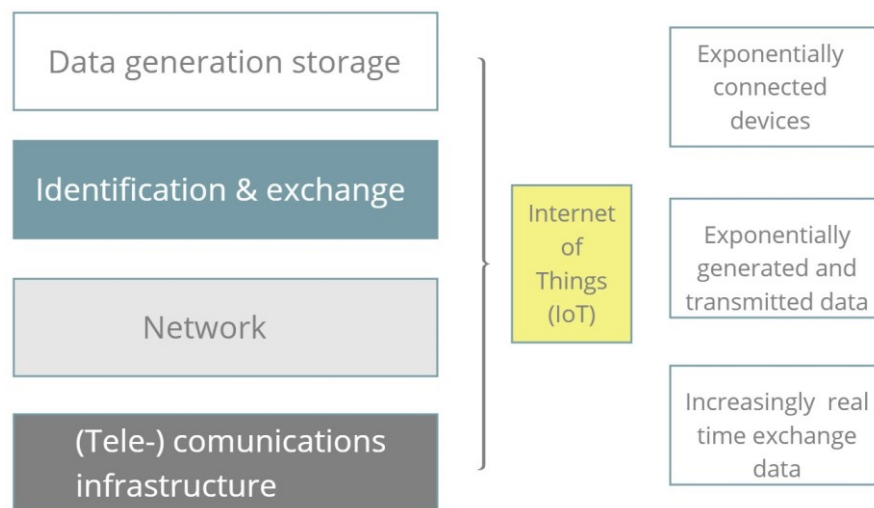 Data generation storage
Identification & exchange
Network
(Tele-) comunications
infrastructure
Internet
of
Things
(IoT)
Exponentially
connected
devices
Exponentially
generated and
transmitted data
Increasingly real
time exchange
data